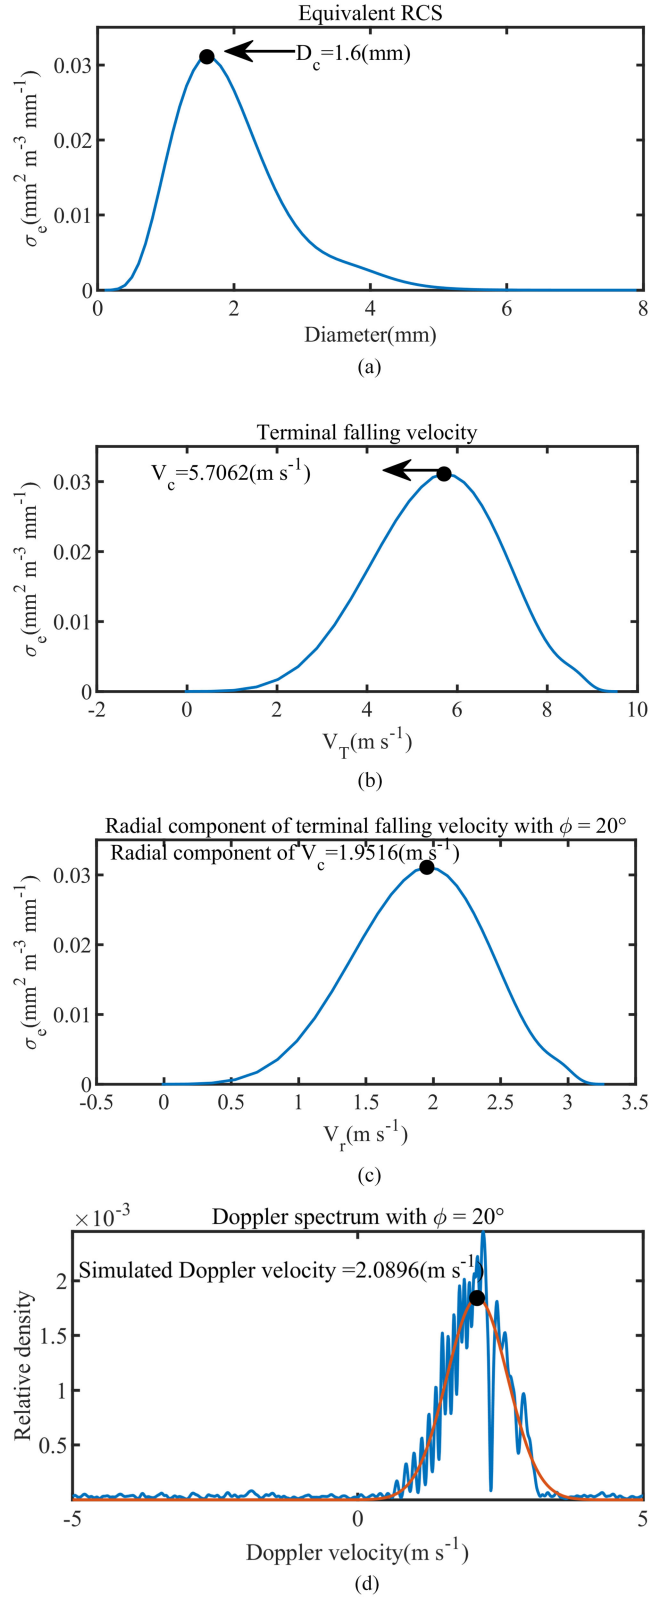 Equivalent RCS
D_c=1.6(mm)
0.03
0.02
0.01
0
σ_e(mm² m⁻³ mm⁻¹)
0 2 4 6 8
Diameter(mm)
(a)
Terminal falling velocity
V_c=5.7062(m s⁻¹)
0.03
0.02
0.01
0
σ_e(mm² m⁻³ mm⁻¹)
-2 0 2 4 6 8 10
V_T(m s⁻¹)
(b)
Radial component of terminal falling velocity with ϕ = 20°
Radial component of V_c=1.9516(m s⁻¹)
0.03
0.02
0.01
0
σ_e(mm² m⁻³ mm⁻¹)
-0.5 0 0.5 1 1.5 2 2.5 3 3.5
V_r(m s⁻¹)
(c)
×10⁻³
Doppler spectrum with ϕ = 20°
Simulated Doppler velocity =2.0896(m s⁻¹)
2
1.5
1
0.5
Relative density
-5 0 5
Doppler velocity(m s⁻¹)
(d)